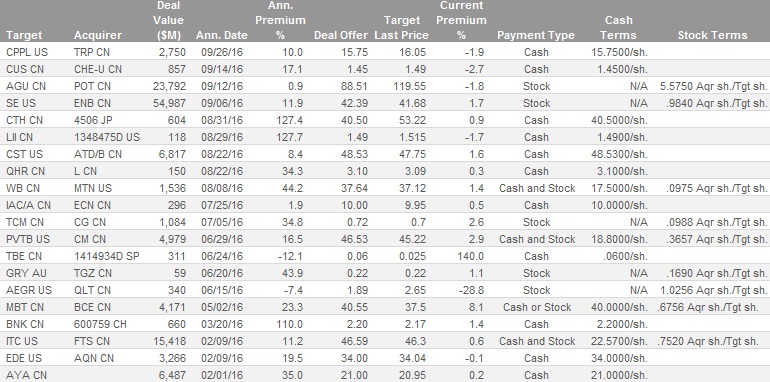 Target Acquirer Deal Value ($M) Ann. Date Ann. Premium % Deal Offer Target Last Price Current Premium % Payment Type Cash Terms Stock Terms
CPPL US TRP CN 2,750 09/26/16 10.0 15.75 16.05 -1.9 Cash 15.7500/sh.
CUS CN CHE-U CN 857 09/14/16 17.1 1.45 1.49 -2.7 Cash 1.4500/sh.
AGU CN POT CN 23,792 09/12/16 0.9 88.51 119.55 -1.8 Stock N/A 5.5750 Aqr sh./Tgt sh.
SE US ENB CN 54,987 09/06/16 11.9 42.39 41.68 1.7 Stock N/A .9840 Aqr sh./Tgt sh.
CTH CN 4506 JP 604 08/31/16 127.4 40.50 53.22 0.9 Cash 40.5000/sh.
LII CN 1348475D US 118 08/29/16 127.7 1.49 1.515 -1.7 Cash 1.4900/sh.
CST US ATD/B CN 6,817 08/22/16 8.4 48.53 47.75 1.6 Cash 48.5300/sh.
QHR CN L CN 150 08/22/16 34.3 3.10 3.09 0.3 Cash 3.1000/sh.
WB CN MTN US 1,536 08/08/16 44.2 37.64 37.12 1.4 Cash and Stock 17.5000/sh. .0975 Aqr sh./Tgt sh.
IAC/A CN ECN CN 296 07/25/16 1.9 10.00 9.95 0.5 Cash 10.0000/sh.
TCM CN CG CN 1,084 07/05/16 34.8 0.72 0.7 2.6 Stock N/A .0988 Aqr sh./Tgt sh.
PVTB US CM CN 4,979 06/29/16 16.5 46.53 45.22 2.9 Cash and Stock 18.8000/sh. .3657 Aqr sh./Tgt sh.
TBE CN 1414934D SP 311 06/24/16 -12.1 0.06 0.025 140.0 Cash .0600/sh.
GRY AU TGZ CN 59 06/20/16 43.9 0.22 0.22 1.1 Stock N/A .1690 Aqr sh./Tgt sh.
AEGR US QLT CN 340 06/15/16 -7.4 1.89 2.65 -28.8 Stock N/A 1.0256 Aqr sh./Tgt sh.
MBT CN BCE CN 4,171 05/02/16 23.3 40.55 37.5 8.1 Cash or Stock 40.0000/sh. .6756 Aqr sh./Tgt sh.
BNK CN 600759 CH 660 03/20/16 110.0 2.20 2.17 1.4 Cash 2.2000/sh.
ITC US FTS CN 15,418 02/09/16 11.2 46.59 46.3 0.6 Cash and Stock 22.5700/sh. .7520 Aqr sh./Tgt sh.
EDE US AQN CN 3,266 02/09/16 19.5 34.00 34.04 -0.1 Cash 34.0000/sh.
AYA CN 6,487 02/01/16 35.0 21.00 20.95 0.2 Cash 21.0000/sh.